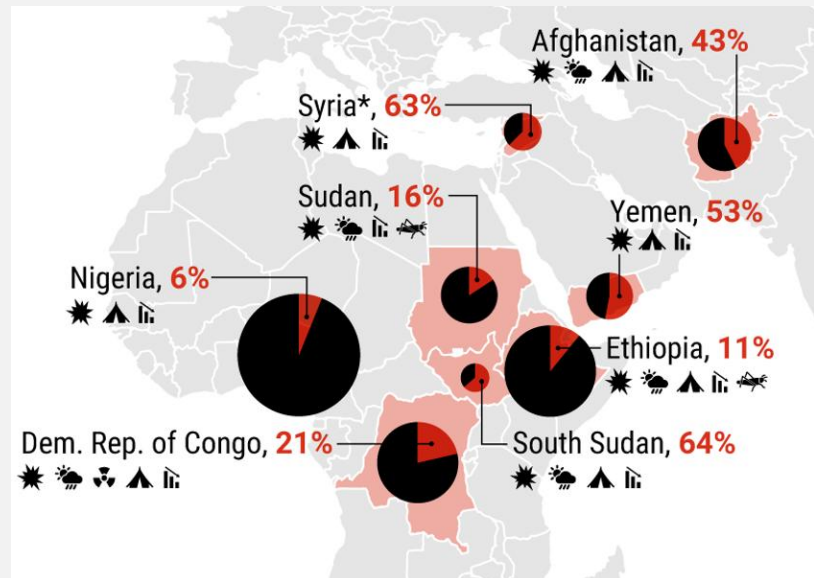 Afghanistan, 43%
Syria*, 63%
Sudan, 16%
Yemen, 53%
Nigeria, 6%
Ethiopia, 11%
Dem. Rep. of Congo, 21%
South Sudan, 64%